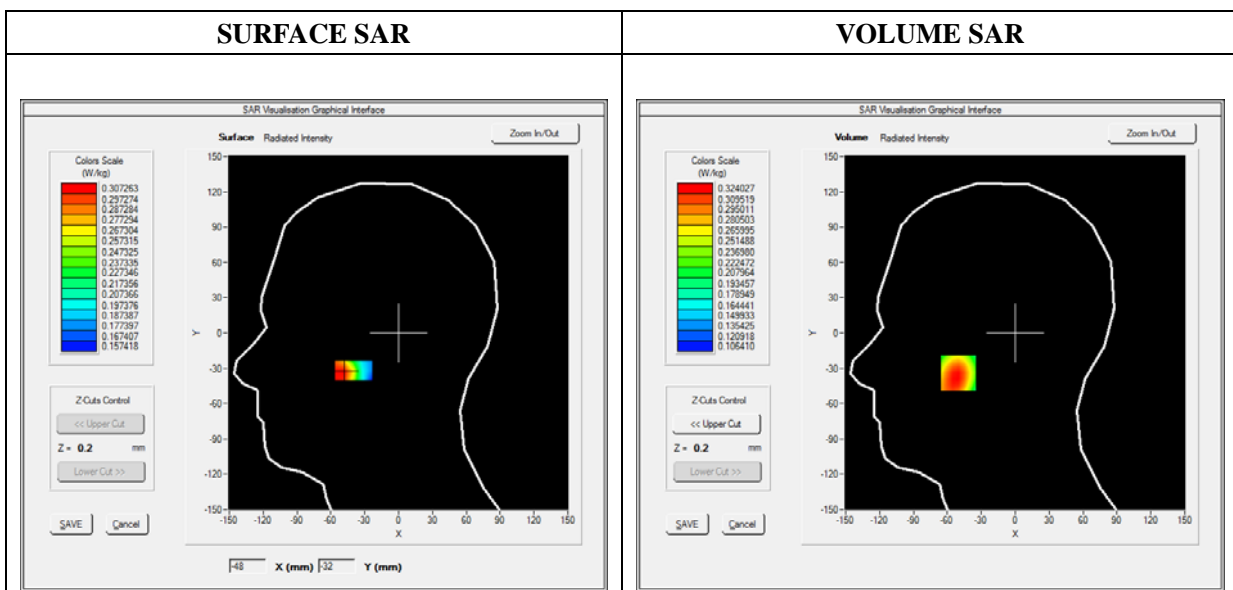 SURFACE SAR
VOLUME SAR
SAR Visualisation Graphical Interface
Surface Radiated Intensity
Zoom In/Out
Colors Scale
(W/kg)
0.307263
0.297274
0.287284
0.277294
0.267304
0.257315
0.247325
0.237335
0.227346
0.217356
0.207366
0.197376
0.187387
0.177397
0.167407
0.157418
Z-Cuts Control
<< Upper Cut
Z = 0.2 mm
Lower Cut >>
SAVE Cancel
150
120
90
60
30
Y 0
-30
-60
-90
-120
-150
-150 -120 -90 -60 -30 0 30 60 90 120 150
X
-48 X (mm) -32 Y (mm)
SAR Visualisation Graphical Interface
Volume Radiated Intensity
Zoom In/Out
Colors Scale
(W/kg)
0.324027
0.309519
0.295011
0.280503
0.265995
0.251488
0.236980
0.222472
0.207964
0.193457
0.178949
0.164441
0.149933
0.135425
0.120918
0.106410
Z-Cuts Control
<< Upper Cut
Z = 0.2 mm
Lower Cut >>
SAVE Cancel
150
120
90
60
30
Y 0
-30
-60
-90
-120
-150
-150 -120 -90 -60 -30 0 30 60 90 120 150
X